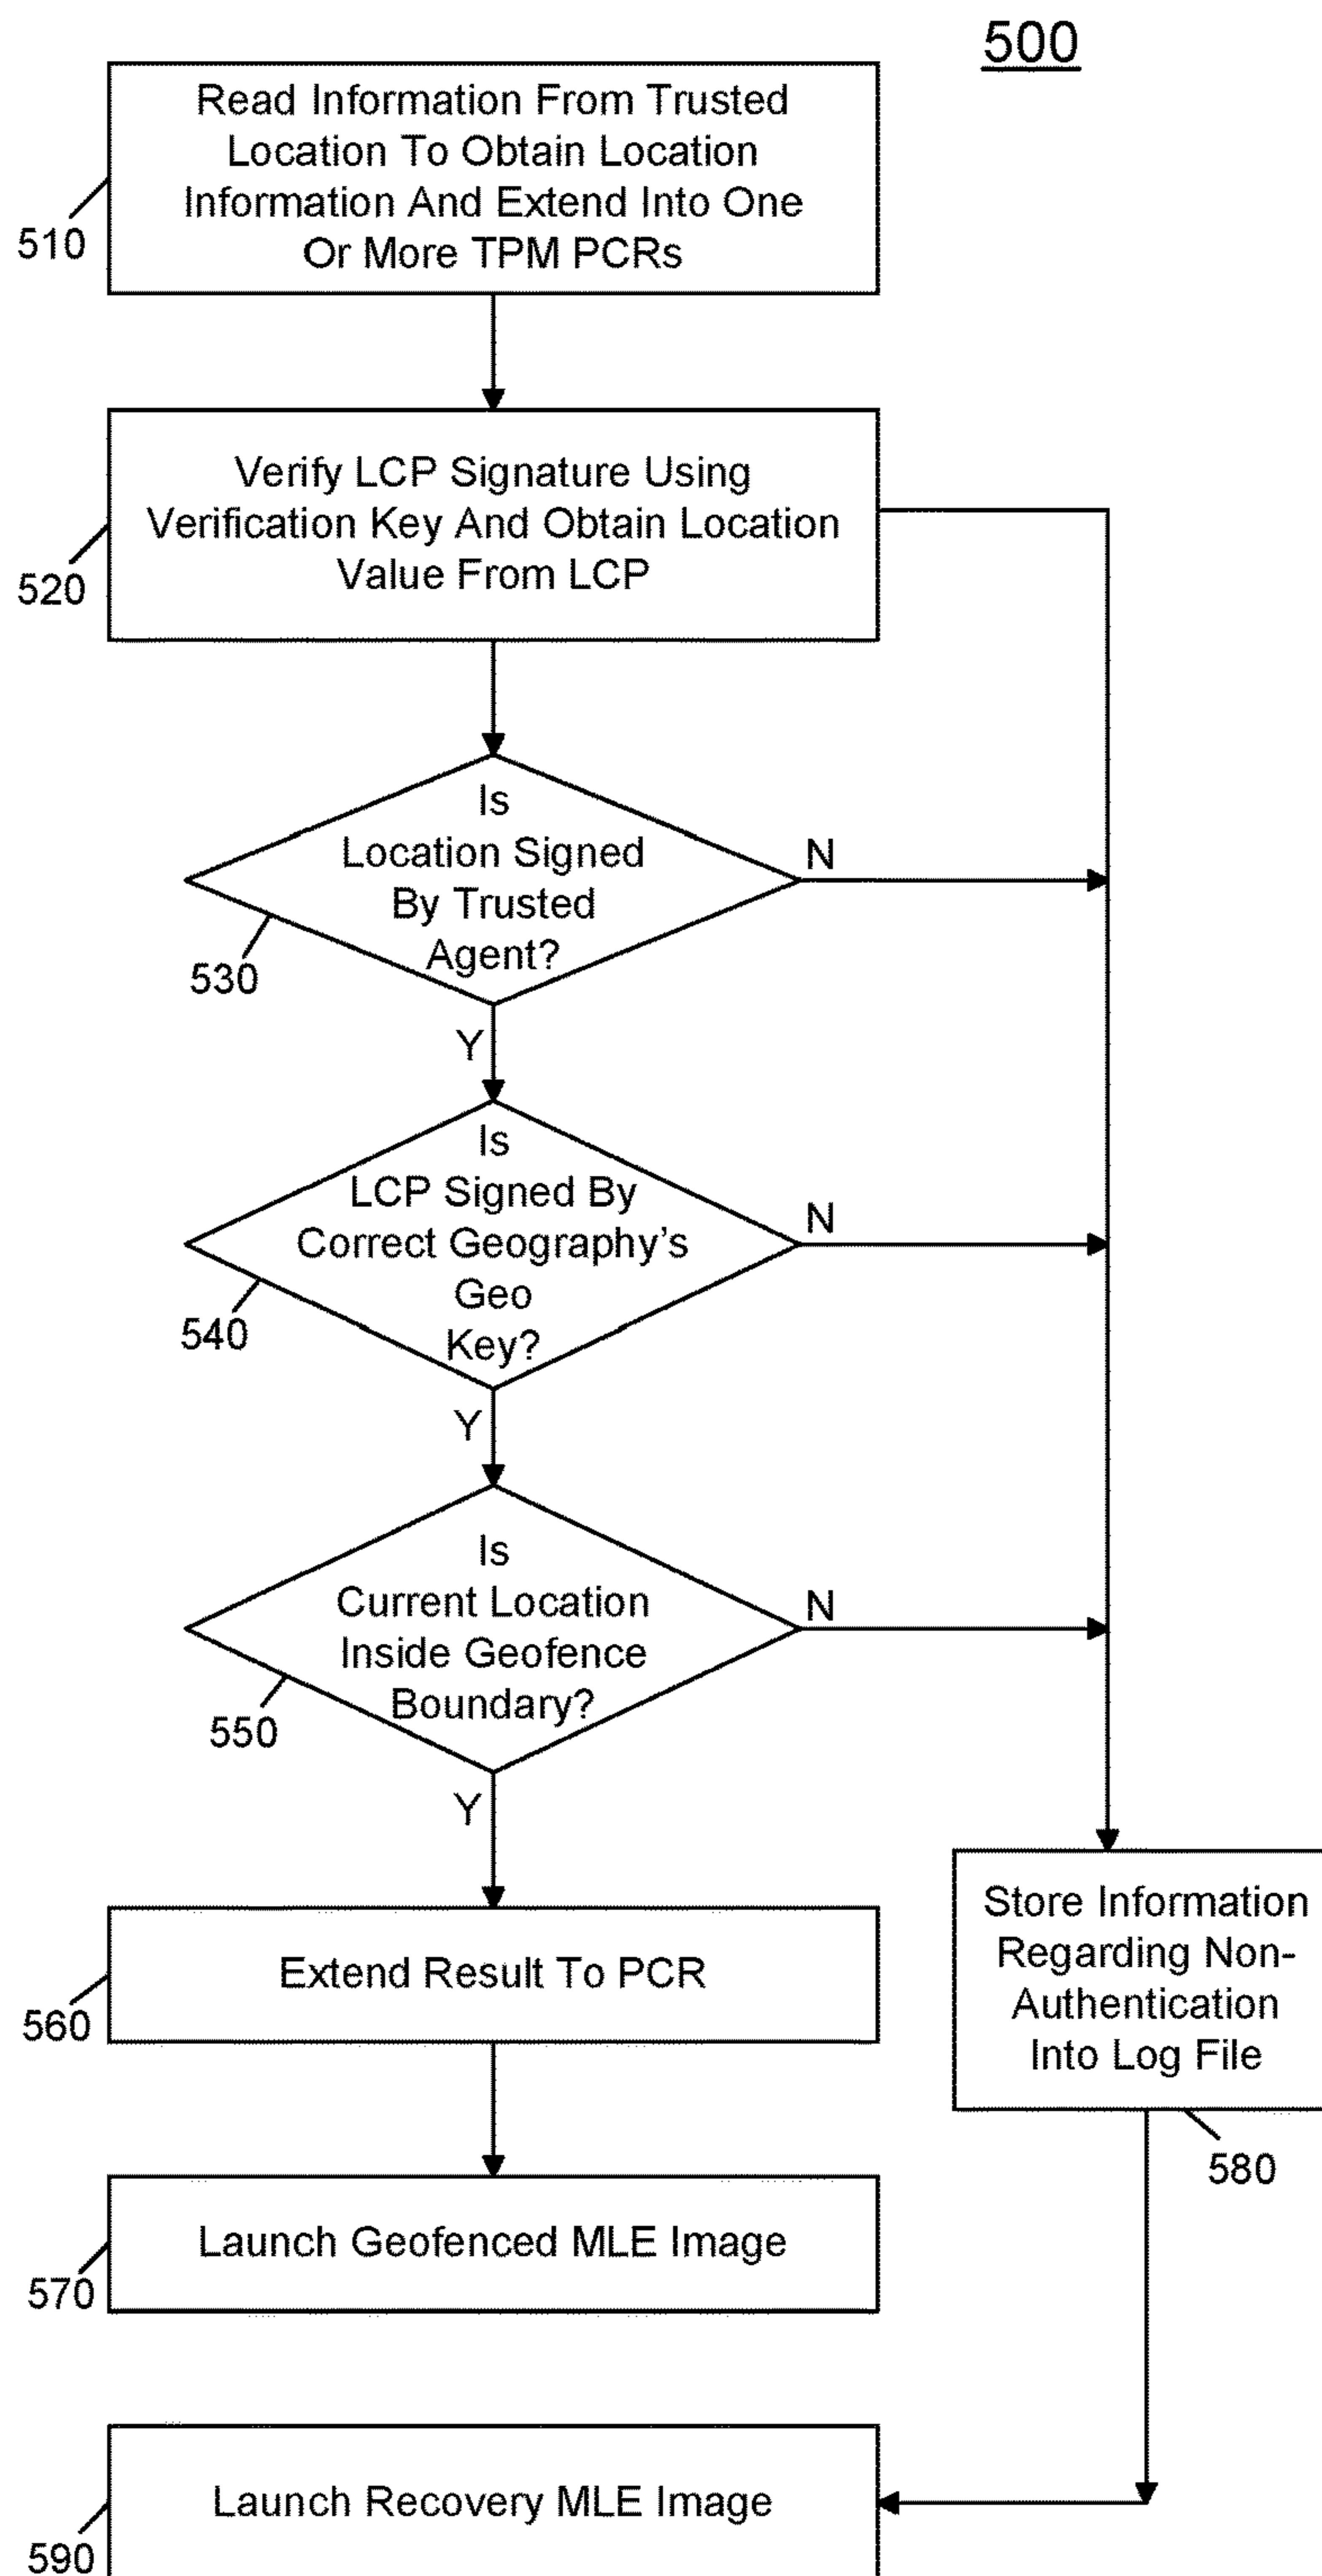 500
Read Information From Trusted
Location To Obtain Location
Information And Extend Into One
Or More TPM PCRs
510
Verify LCP Signature Using
Verification Key And Obtain Location
Value From LCP
520
Is
Location Signed
By Trusted
Agent?
N
530
Y
Is
LCP Signed By
Correct Geography's
Geo
Key?
N
540
Y
Is
Current Location
Inside Geofence
Boundary?
N
550
Y
Extend Result To PCR
560
Store Information
Regarding Non-
Authentication
Into Log File
580
Launch Geofenced MLE Image
570
Launch Recovery MLE Image
590